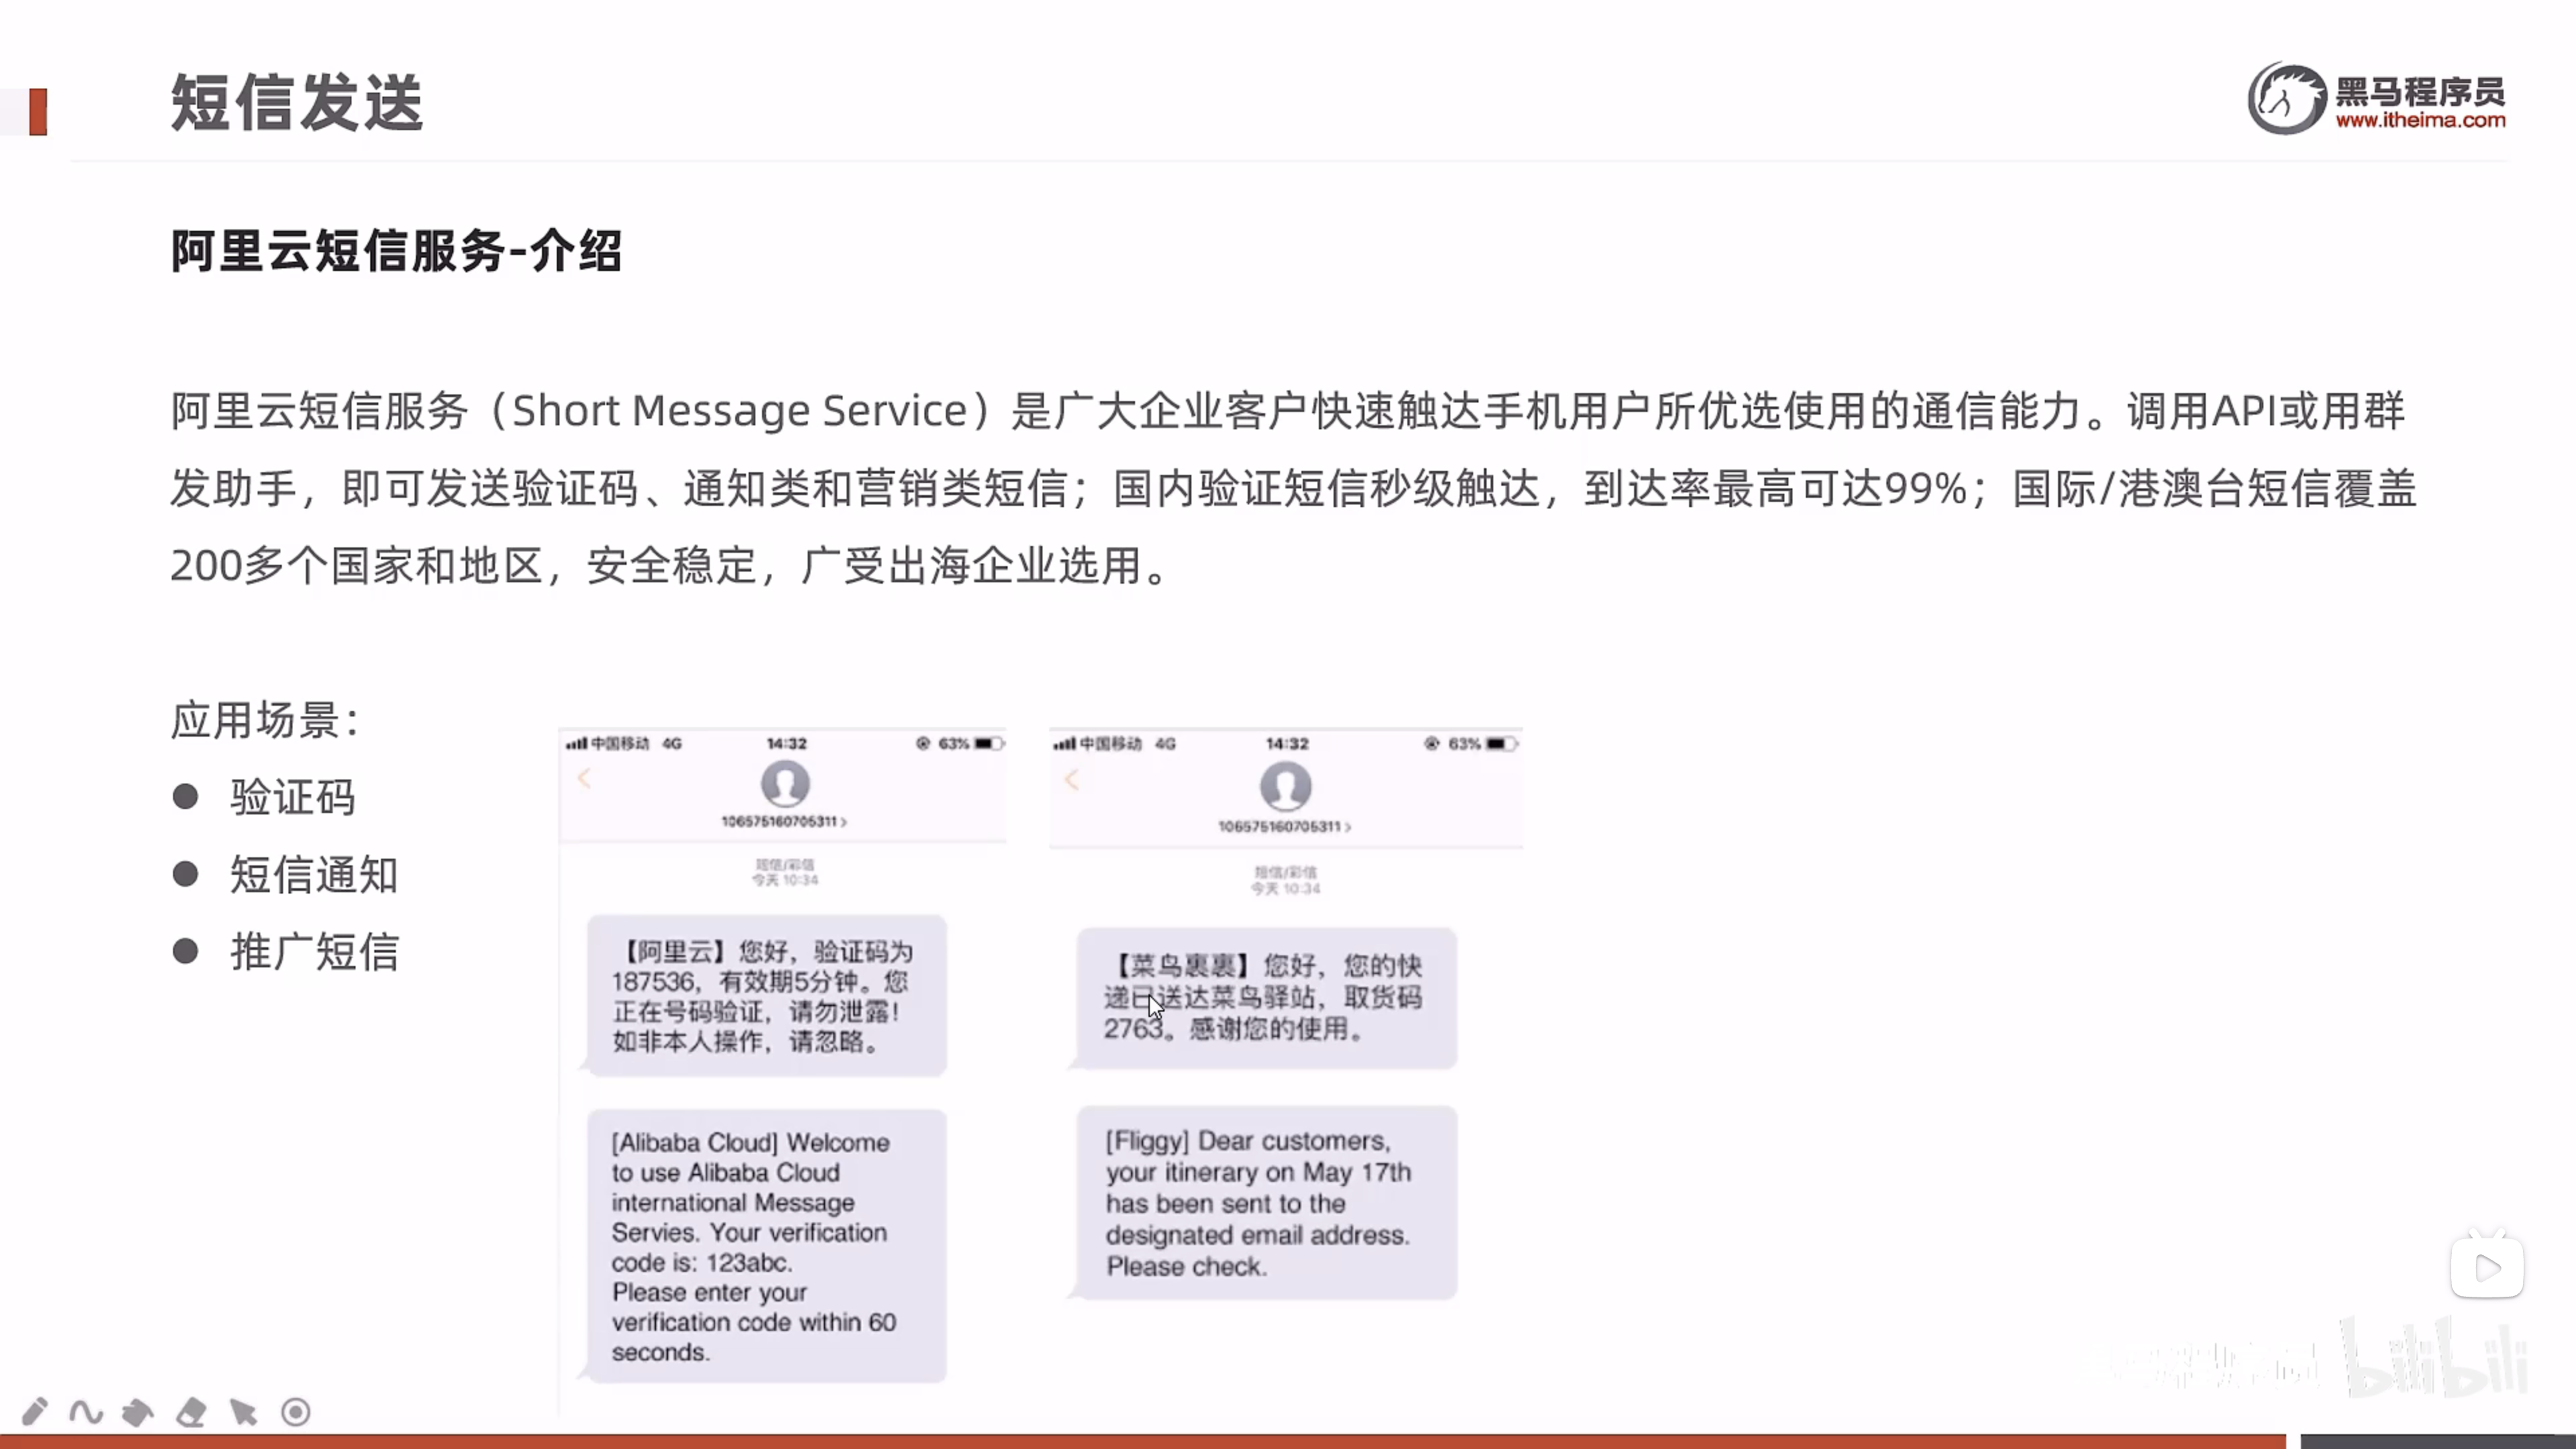 短信发送
黑马程序员
www.itheima.com
阿里云短信服务-介绍
阿里云短信服务（Short Message Service）是广大企业客户快速触达手机用户所优选使用的通信能力。调用API或用群
发助手，即可发送验证码、通知类和营销类短信；国内验证短信秒级触达，到达率最高可达99%；国际/港澳台短信覆盖
200多个国家和地区，安全稳定，广受出海企业选用。
应用场景：
验证码
短信通知
推广短信
中国移动 4G 14:32 63%
106575160705311
短信/彩信
今天 10:34
【阿里云】您好，验证码为
187536，有效期5分钟。您
正在号码验证，请勿泄露！
如非本人操作，请忽略。
[Alibaba Cloud] Welcome
to use Alibaba Cloud
international Message
Servies. Your verification
code is: 123abc.
Please enter your
verification code within 60
seconds.
中国移动 4G 14:32 63%
106575160705311
短信/彩信
今天 10:34
【菜鸟裹裹】您好，您的快
递已送达菜鸟驿站，取货码
2763。感谢您的使用。
[Fliggy] Dear customers,
your itinerary on May 17th
has been sent to the
designated email address.
Please check.
bilibili